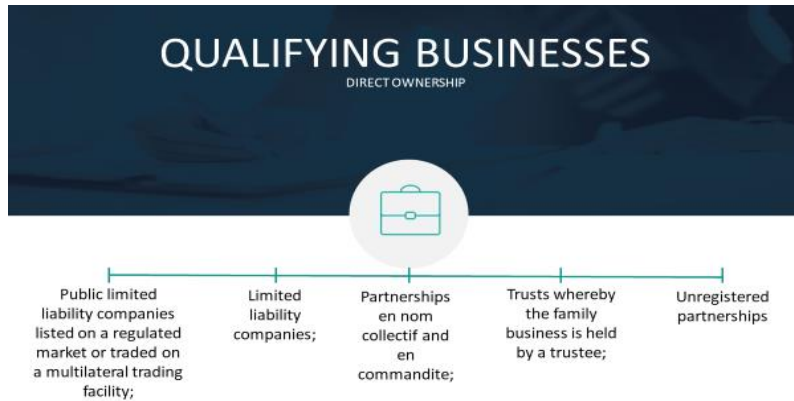 QUALIFYING BUSINESSES
DIRECT OWNERSHIP
Public limited
liability companies
listed on a regulated
market or traded on
a multilateral trading
facility;
Limited
liability
companies;
Partnerships
en nom
collectif and
en
commandite;
Trusts whereby
the family
business is held
by a trustee;
Unregistered
partnerships